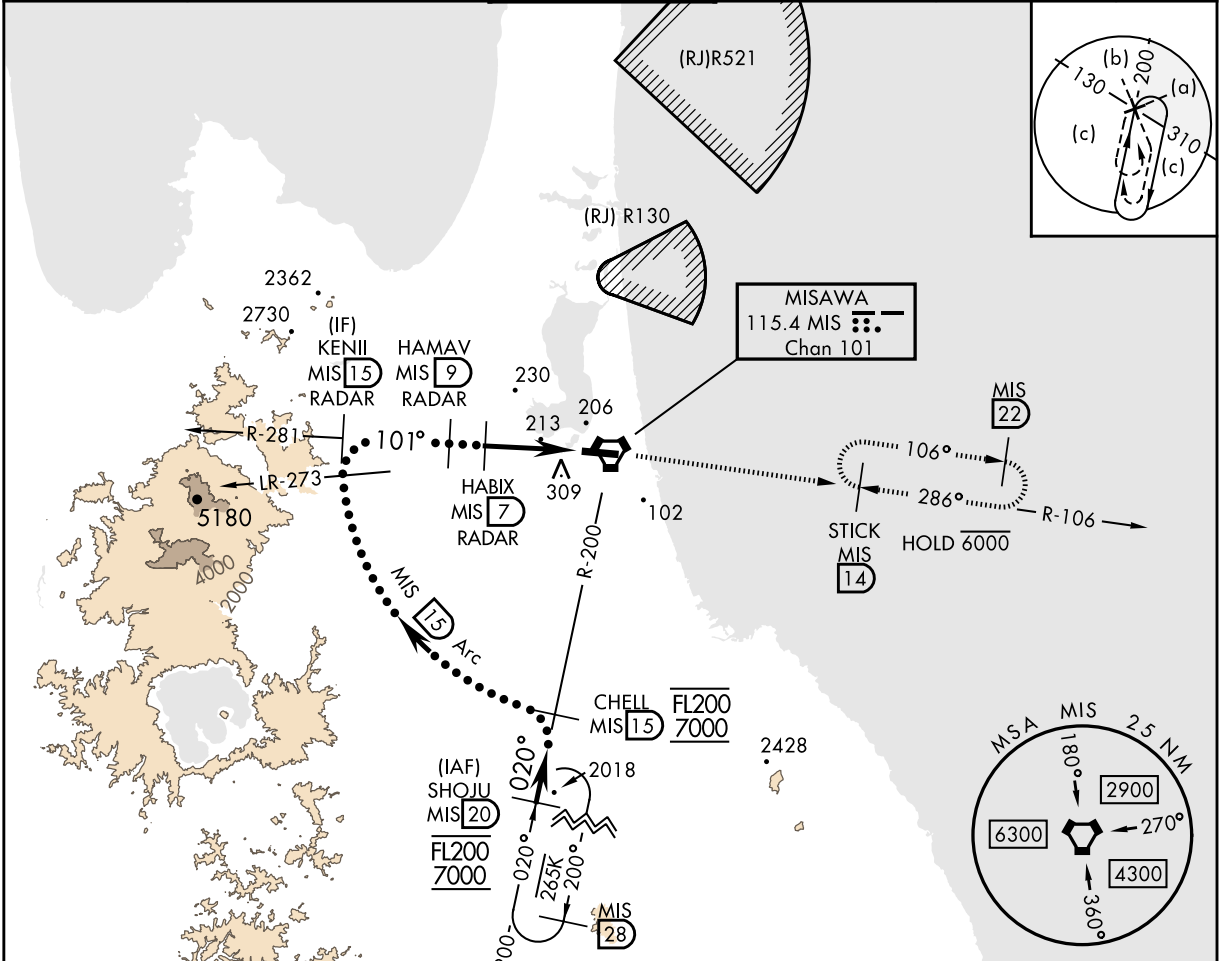 (RJ)R521
(b)
200
130
(a)
(c)
310
(c)
(RJ) R130
2362
2730
MISAWA
115.4 MIS
Chan 101
(IF)
KENII
MIS 15
RADAR
HAMAV
MIS 9
RADAR
230
206
213
MIS
22
R-281
101°
106°
LR-273
HABIX
MIS 7
RADAR
309
102
286°
R-106
5180
STICK
MIS
14
HOLD 6000
R-200
4000
2000
MIS 15 Arc
CHELL
MIS 15
FL200
7000
2428
020°
(IAF)
SHOJU
MIS 20
FL200
7000
2018
020°
265K
200°
MIS
28
MSA MIS 25 NM
180°
2900
6300
270°
4300
360°